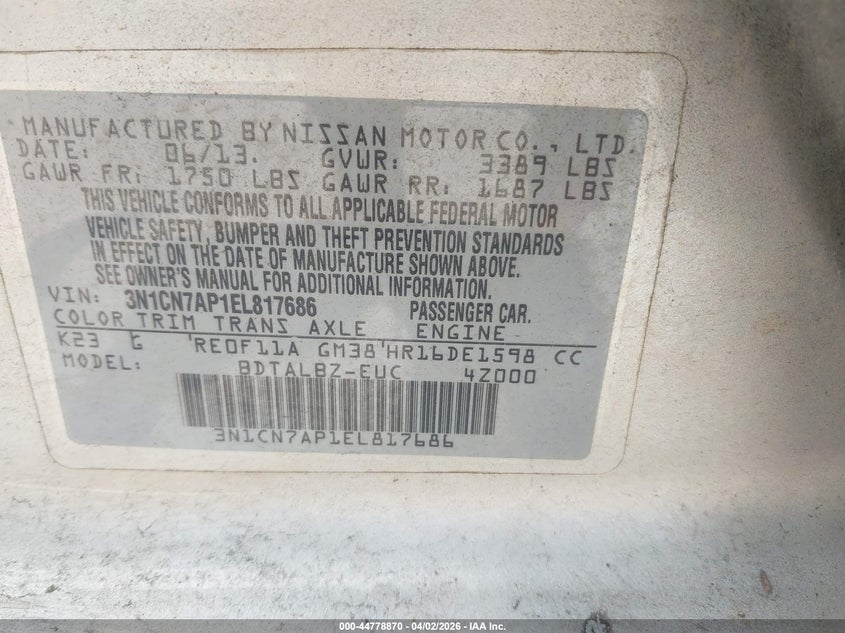 MANUFACTURED BY NISSAN MOTOR CO., LTD.
DATE: 06/13. GVWR: 3389 LBS
GAWR FR: 1750 LBS GAWR RR: 1687 LBS
THIS VEHICLE CONFORMS TO ALL APPLICABLE FEDERAL MOTOR
VEHICLE SAFETY, BUMPER AND THEFT PREVENTION STANDARDS
IN EFFECT ON THE DATE OF MANUFACTURE SHOWN ABOVE.
SEE OWNER'S MANUAL FOR ADDITIONAL INFORMATION.
VIN: 3N1CN7AP1EL817686 PASSENGER CAR.
COLOR TRIM TRANS AXLE ENGINE
K23 G 'RE0F11A GM38'HR16DE1598 CC
MODEL: BDTALBZ-EUC 4Z000
3N1CN7AP1EL817686
000-44778870 | 04/02/2026 | IAA Inc.